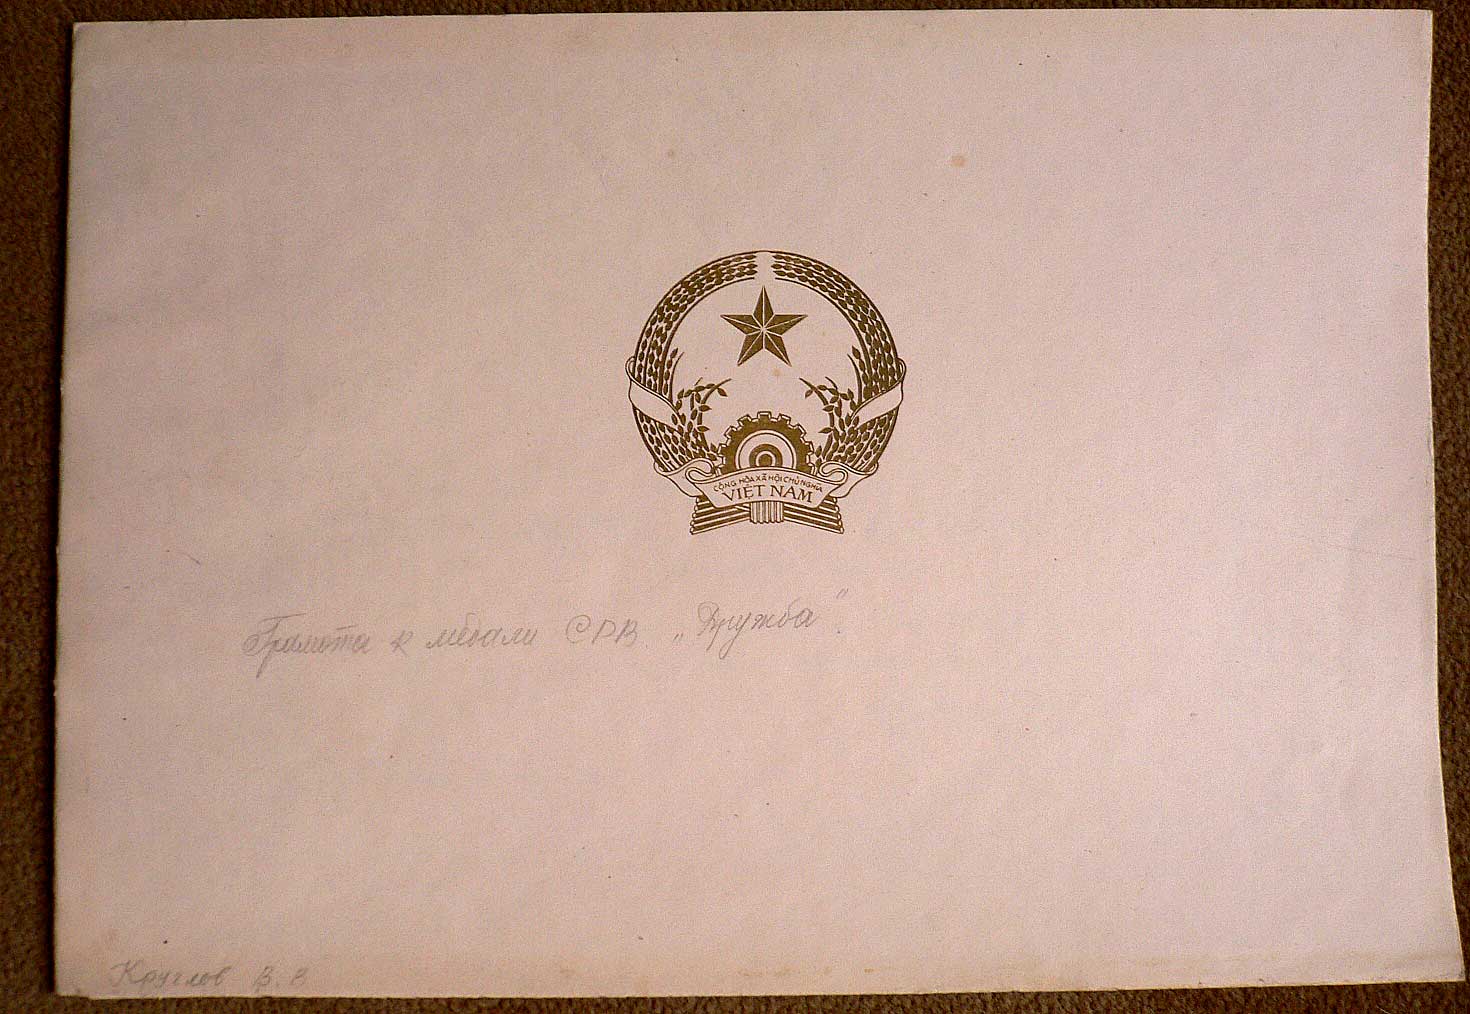 CỘNG HÒA XÃ HỘI CHỦ NGHĨA
VIỆT NAM
Грамота к медали СРВ „Дружба“.
Круглов В. В